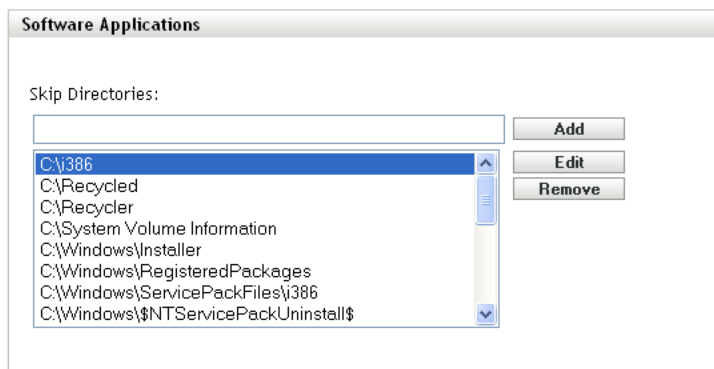 Software Applications
Skip Directories:
Add
C:\i386
Edit
C:\Recycled
Remove
C:\Recycler
C:\System Volume Information
C:\Windows\Installer
C:\Windows\RegisteredPackages
C:\Windows\ServicePackFiles\i386
C:\Windows\$NTServicePackUninstall$